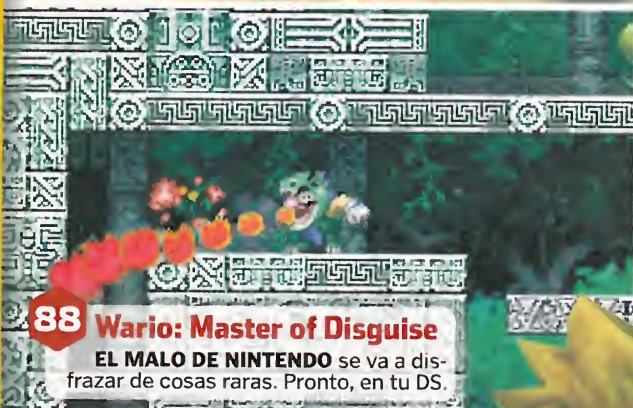 88 Wario: Master of Disguise
EL MALO DE NINTENDO se va a dis-
frazar de cosas raras. Pronto, en tu DS.